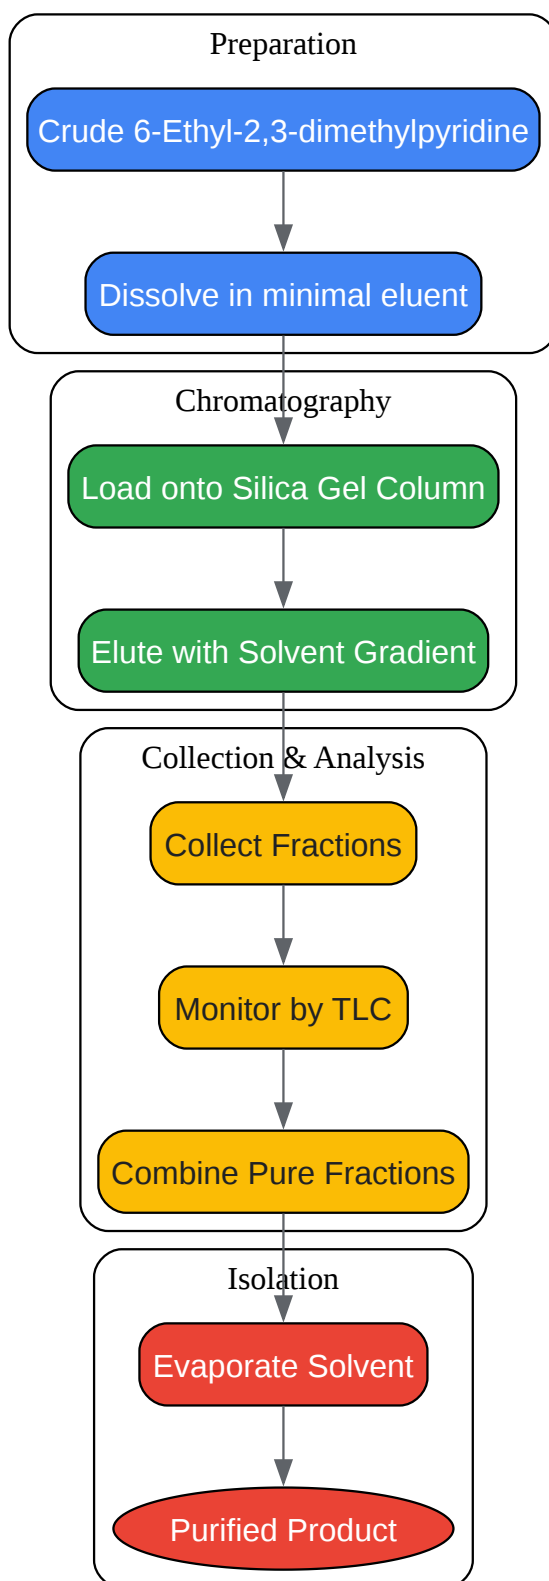 Preparation
Crude 6-Ethyl-2,3-dimethylpyridine
Dissolve in minimal eluent
Chromatography
Load onto Silica Gel Column
Elute with Solvent Gradient
Collection & Analysis
Collect Fractions
Monitor by TLC
Combine Pure Fractions
Isolation
Evaporate Solvent
Purified Product